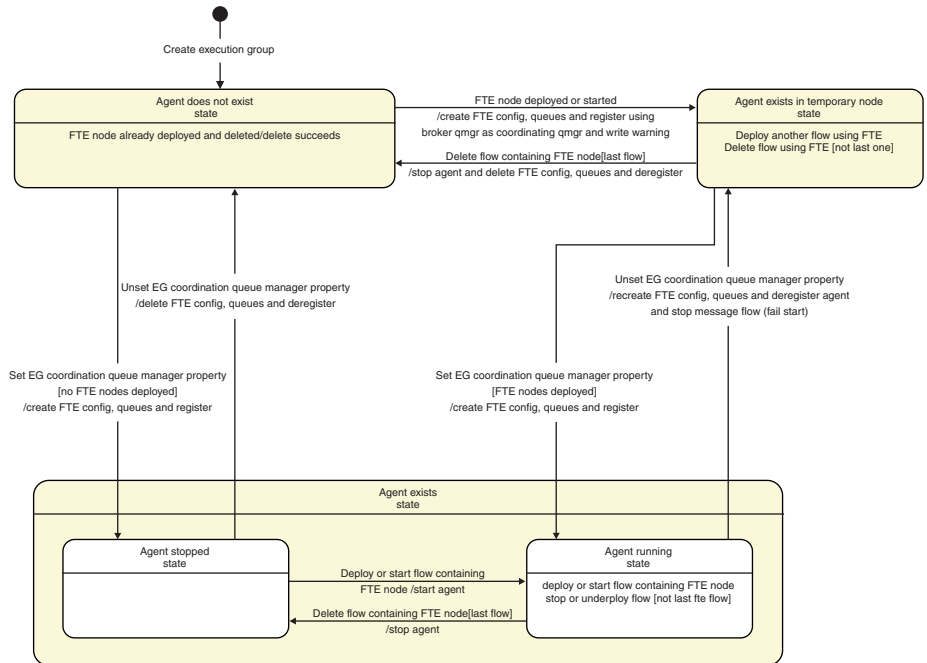 Create execution group
Agent does not exist
state
FTE node already deployed and deleted/delete succeeds
FTE node deployed or started
/create FTE config, queues and register using
broker qmgr as coordinating qmgr and write warning
Delete flow containing FTE node[last flow]
/stop agent and delete FTE config, queues and deregister
Agent exists in temporary node
state
Deploy another flow using FTE
Delete flow using FTE [not last one]
Unset EG coordination queue manager property
/delete FTE config, queues and deregister
Unset EG coordination queue manager property
/recreate FTE config, queues and deregister agent
and stop message flow (fail start)
Set EG coordination queue manager property
[no FTE nodes deployed]
/create FTE config, queues and register
Set EG coordination queue manager property
[FTE nodes deployed]
/create FTE config, queues and register
Agent exists
state
Agent stopped
state
Deploy or start flow containing
FTE node /start agent
Delete flow containing FTE node[last flow]
/stop agent
Agent running
state
deploy or start flow containing FTE node
stop or underploy flow [not last fte flow]